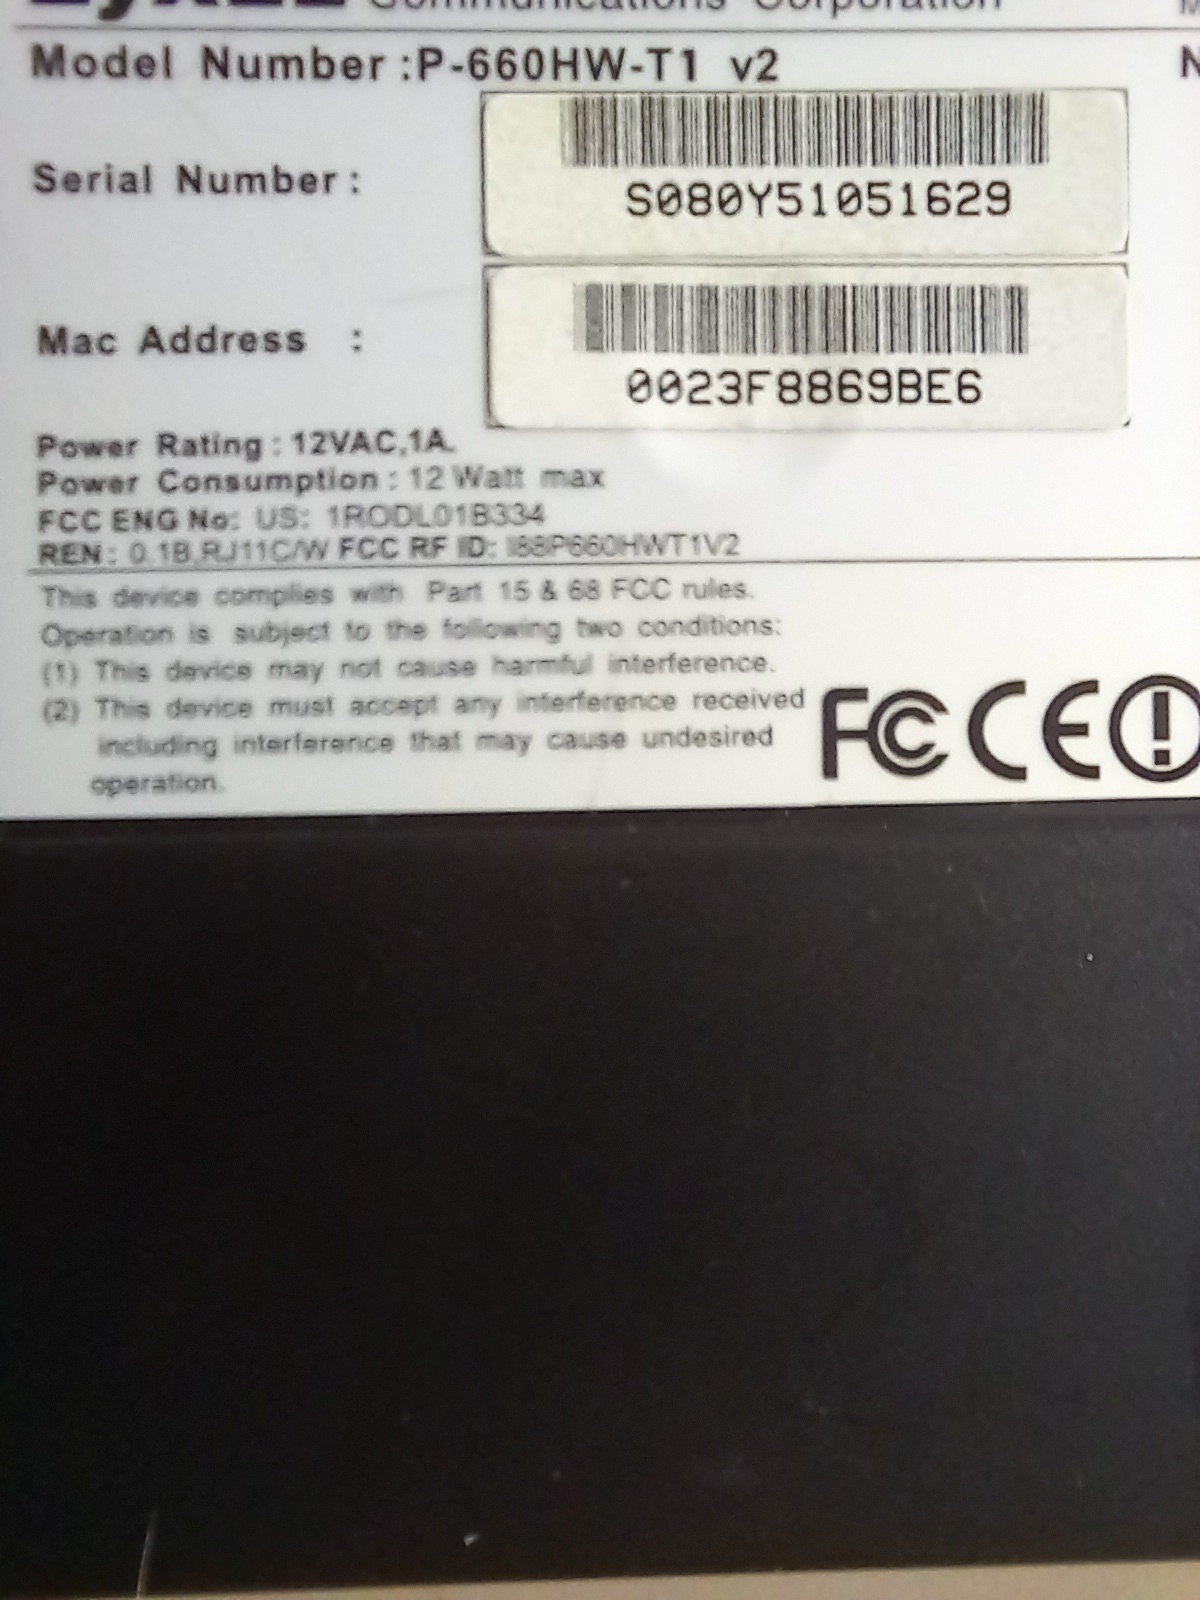 ZyXEL Communications Corporation
Model Number : P-660HW-T1 v2
Serial Number :
S080Y51051629
Mac Address :
0023F8869BE6
Power Rating : 12VAC,1A.
Power Consumption : 12 Watt max
FCC ENG No: US: 1RODL01B334
REN: 0.1B,RJ11C/W FCC RF ID: I88P660HWT1V2
This device complies with Part 15 & 68 FCC rules.
Operation is subject to the following two conditions:
(1) This device may not cause harmful interference.
(2) This device must accept any interference received
including interference that may cause undesired
operation.
FC CE